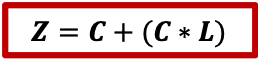 Z = C + (C * L)